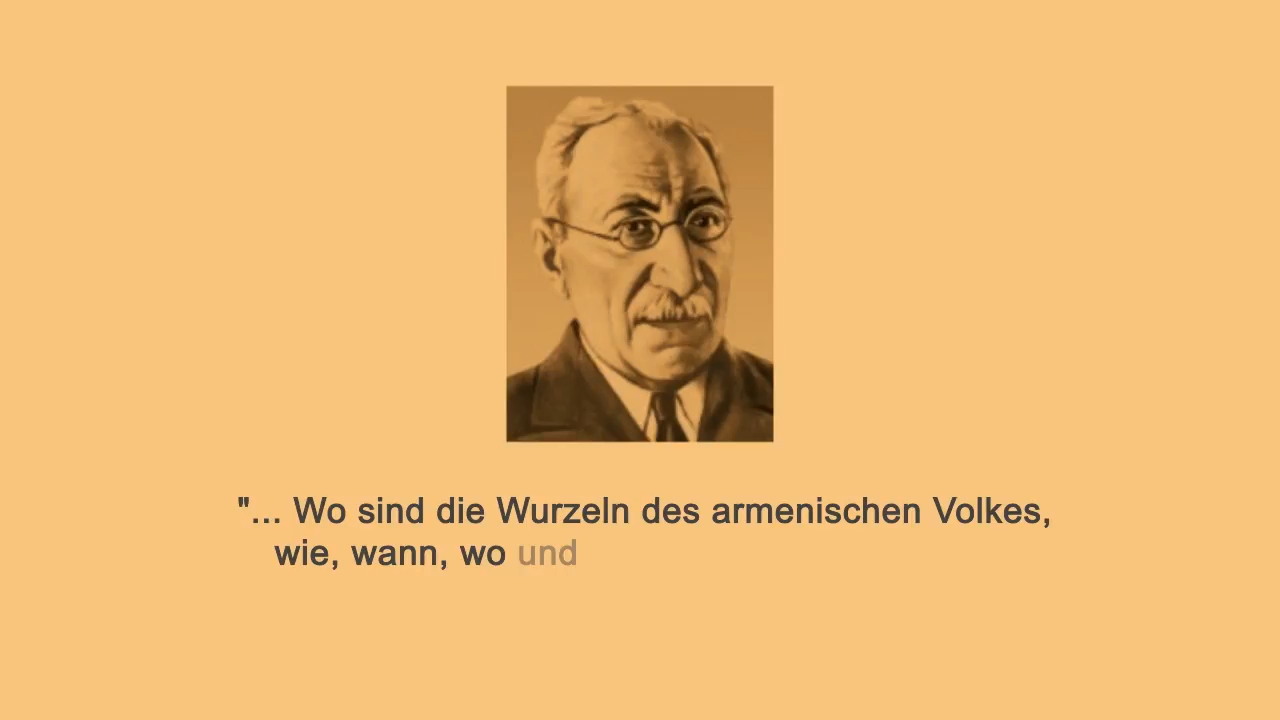 "... Wo sind die Wurzeln des armenischen Volkes,
wie, wann, wo und